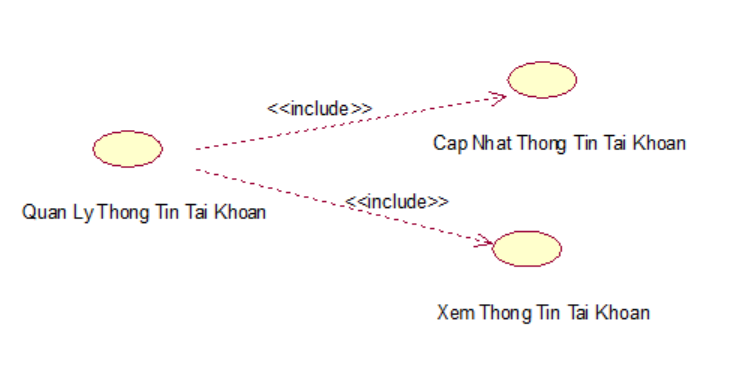 <<include>>
Cap Nhat Thong Tin Tai Khoan
Quan Ly Thong Tin Tai Khoan
<<include>>
Xem Thong Tin Tai Khoan